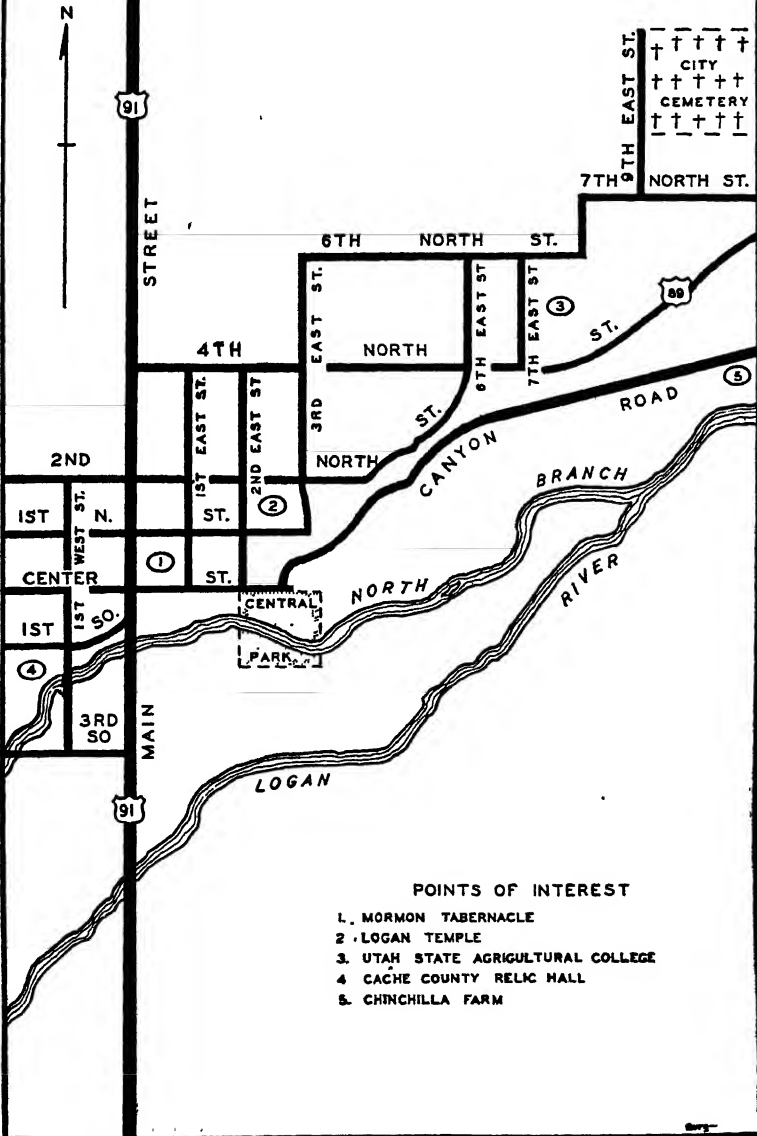 N
91
STREET
9TH EAST ST.
CITY
CEMETERY
7TH NORTH ST.
6TH NORTH ST.
3RD EAST ST.
6TH EAST ST
7TH EAST ST
3
89
ST.
4TH NORTH
5
1ST EAST ST.
2ND EAST ST
ST.
CANYON ROAD
2ND NORTH
BRANCH
1ST WEST ST.
1ST N. ST.
2
1
CENTER ST.
NORTH
CENTRAL
PARK
RIVER
1ST SO.
4
3RD
SO
MAIN
LOGAN
91
POINTS OF INTEREST
1. MORMON TABERNACLE
2. LOGAN TEMPLE
3. UTAH STATE AGRICULTURAL COLLEGE
4 CACHE COUNTY RELIC HALL
5. CHINCHILLA FARM